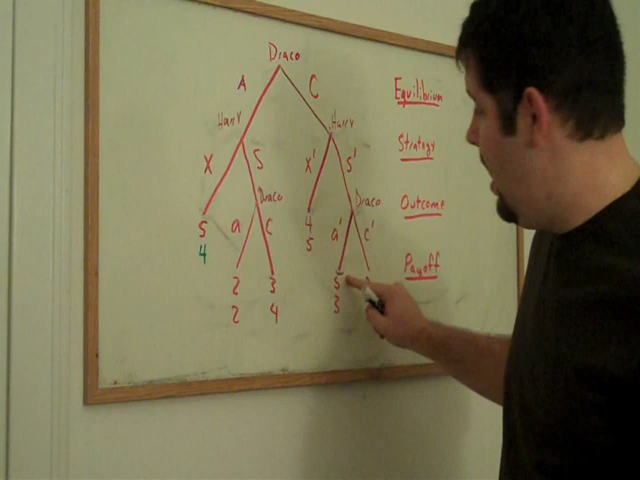 Draco
A C
Equilibrium
Harry Harry
Strategy
X S X' S'
Draco Draco
Outcome
5 a c 4 a' c'
4 5
Payoff
2 3 5
2 4 3